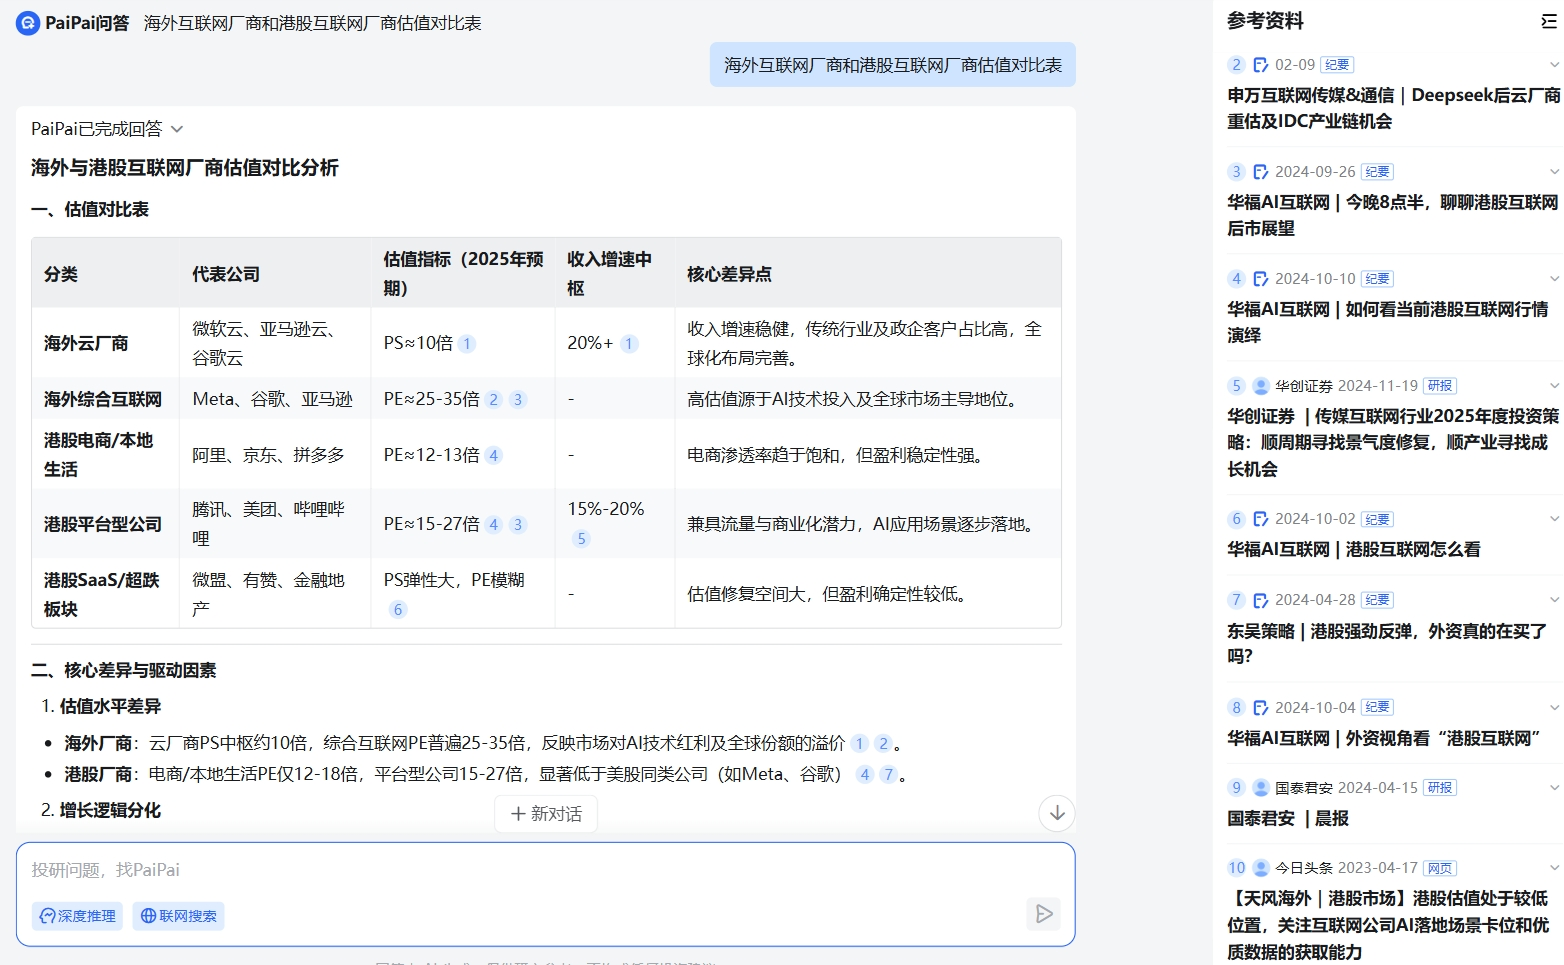 PaiPai问答 海外互联网厂商和港股互联网厂商估值对比表
海外互联网厂商和港股互联网厂商估值对比表
PaiPai已完成回答
海外与港股互联网厂商估值对比分析
一、估值对比表
分类 代表公司 估值指标（2025年预期） 收入增速中枢 核心差异点
海外云厂商 微软云、亚马逊云、谷歌云 PS≈10倍 1 20%+ 1 收入增速稳健，传统行业及政企客户占比高，全球化布局完善。
海外综合互联网 Meta、谷歌、亚马逊 PE≈25-35倍 2 3 - 高估值源于AI技术投入及全球市场主导地位。
港股电商/本地生活 阿里、京东、拼多多 PE≈12-13倍 4 - 电商渗透率趋于饱和，但盈利稳定性强。
港股平台型公司 腾讯、美团、哔哩哔哩 PE≈15-27倍 4 3 15%-20% 5 兼具流量与商业化潜力，AI应用场景逐步落地。
港股SaaS/超跌板块 微盟、有赞、金融地产 PS弹性大，PE模糊 6 - 估值修复空间大，但盈利确定性较低。
二、核心差异与驱动因素
1. 估值水平差异
• 海外厂商：云厂商PS中枢约10倍，综合互联网PE普遍25-35倍，反映市场对AI技术红利及全球份额的溢价 1 2 。
• 港股厂商：电商/本地生活PE仅12-18倍，平台型公司15-27倍，显著低于美股同类公司（如Meta、谷歌） 4 7 。
2. 增长逻辑分化
新对话
投研问题，找PaiPai
深度推理 联网搜索
参考资料
2 02-09 纪要
申万互联网传媒&通信｜Deepseek后云厂商
重估及IDC产业链机会
3 2024-09-26 纪要
华福AI互联网 | 今晚8点半，聊聊港股互联网
后市展望
4 2024-10-10 纪要
华福AI互联网 | 如何看当前港股互联网行情
演绎
5 华创证券 2024-11-19 研报
华创证券 ｜传媒互联网行业2025年度投资策
略：顺周期寻找景气度修复，顺产业寻找成
长机会
6 2024-10-02 纪要
华福AI互联网 | 港股互联网怎么看
7 2024-04-28 纪要
东吴策略 | 港股强劲反弹，外资真的在买了
吗？
8 2024-10-04 纪要
华福AI互联网 | 外资视角看“港股互联网”
9 国泰君安 2024-04-15 研报
国泰君安 ｜晨报
10 今日头条 2023-04-17 网页
【天风海外｜港股市场】港股估值处于较低
位置，关注互联网公司AI落地场景卡位和优
质数据的获取能力